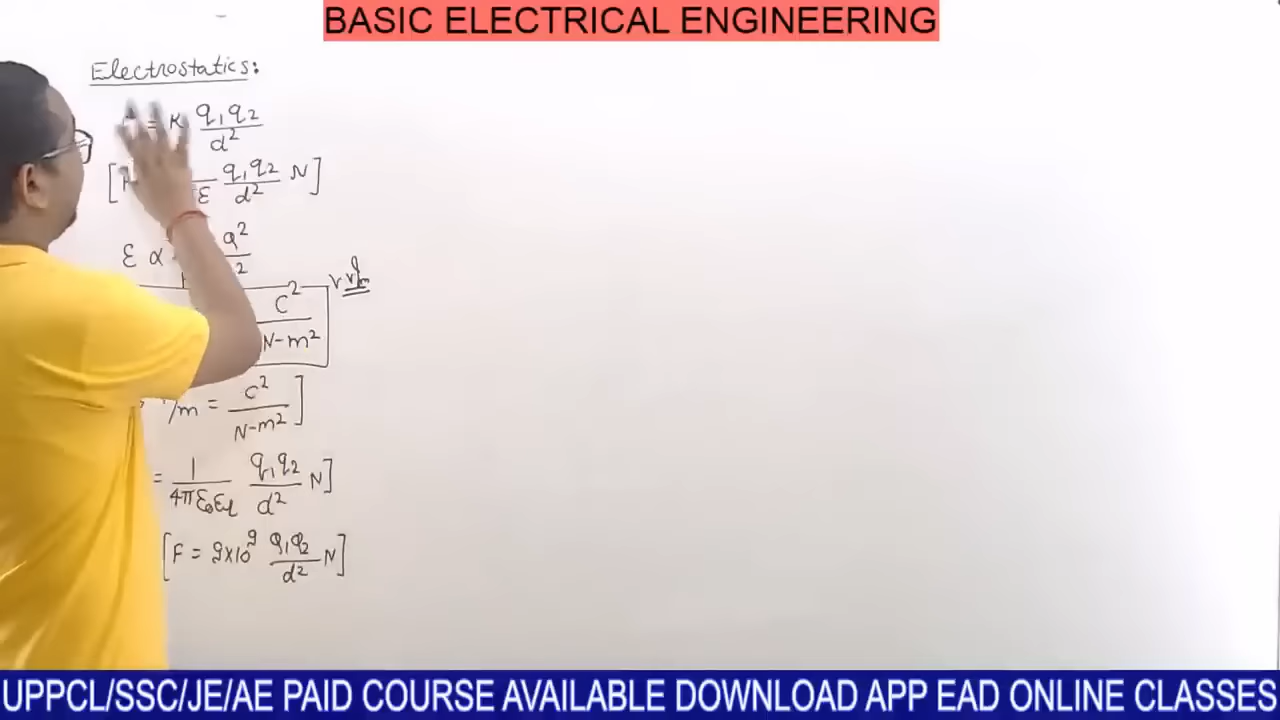 BASIC ELECTRICAL ENGINEERING
Electrostatics:
= K q₁q₂/d²
[ ε q₁q₂/d² N ]
ε ∝ Q²/2
C²/N-m²
/m = C²/N-m² ]
= 1/4πε₀εr q₁q₂/d² N ]
[ F = 9×10⁹ q₁q₂/d² N ]
UPPCL/SSC/JE/AE PAID COURSE AVAILABLE DOWNLOAD APP EAD ONLINE CLASSES